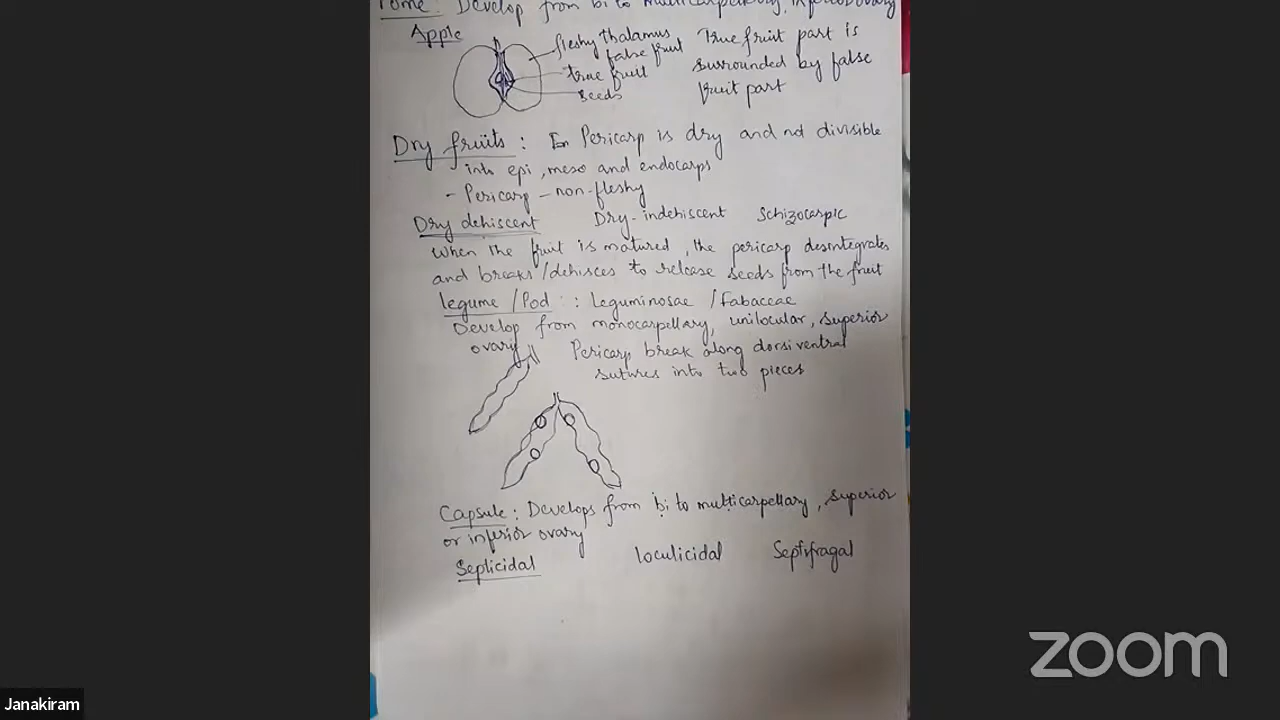 Pome: Develop from bi to multicarpellary, inferior ovary
Apple
fleshy thalamus
false fruit
true fruit
seeds
True fruit part is
surrounded by false
fruit part
Dry fruits : En Pericarp is dry and not divisible
into epi, meso and endocarps
- Pericarp - non-fleshy
Dry dehiscent Dry-indehiscent Schizocarpic
When the fruit is matured, the pericarp desintegrates
and breaks/dehisces to release seeds from the fruit
Legume/Pod : : Leguminosae/Fabaceae
Develop from monocarpellary, unilocular, superior
ovary
Pericarp break along dorsiventral
sutures into two pieces
Capsule: Develops from bi to multicarpellary, superior
or inferior ovary
Septicidal loculicidal Septifragal
zoom
Janakiram